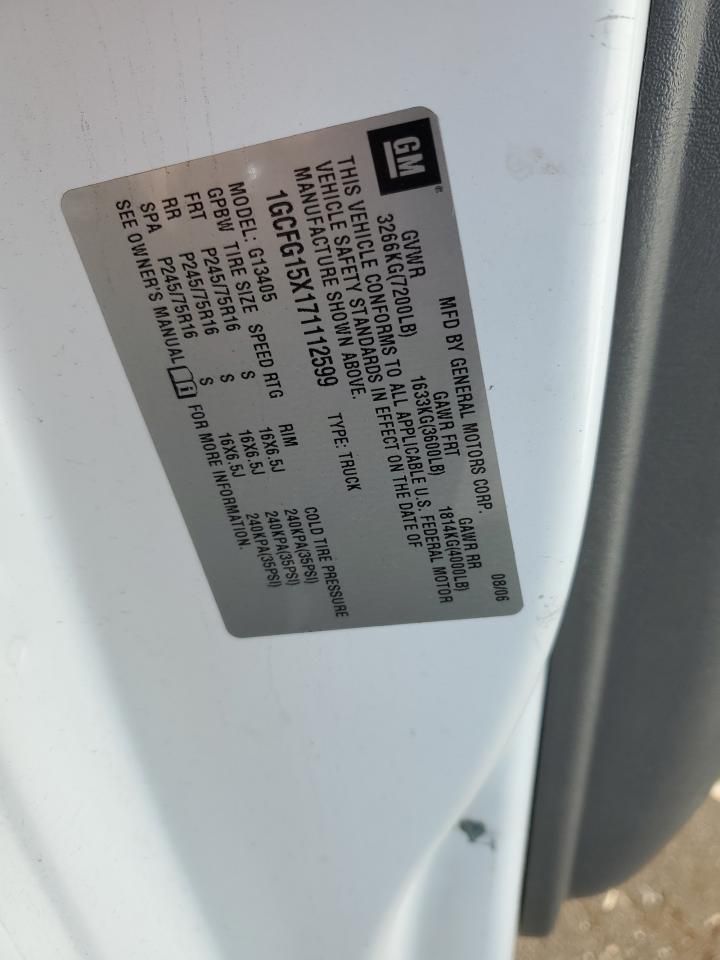 GM
MFD BY GENERAL MOTORS CORP. 08/06
GVWR GAWR FRT GAWR RR
3266KG(7200LB) 1633KG(3600LB) 1814KG(4000LB)
THIS VEHICLE CONFORMS TO ALL APPLICABLE U.S. FEDERAL MOTOR
VEHICLE SAFETY STANDARDS IN EFFECT ON THE DATE OF
MANUFACTURE SHOWN ABOVE.
1GCFG15X171112599 TYPE: TRUCK
MODEL: G13405
GPBW TIRE SIZE SPEED RTG RIM COLD TIRE PRESSURE
FRT P245/75R16 S 16X6.5J 240KPA(35PSI)
RR P245/75R16 S 16X6.5J 240KPA(35PSI)
SPA P245/75R16 S 16X6.5J 240KPA(35PSI)
SEE OWNER'S MANUAL FOR MORE INFORMATION.